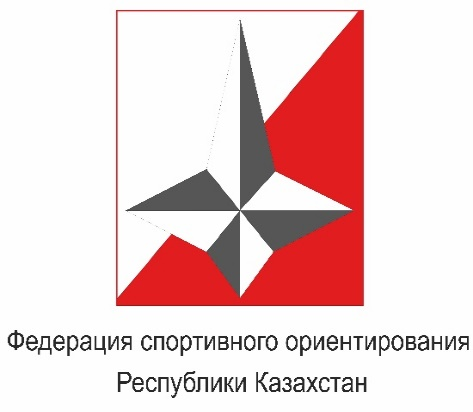 Федерация спортивного ориентирования
Республики Казахстан